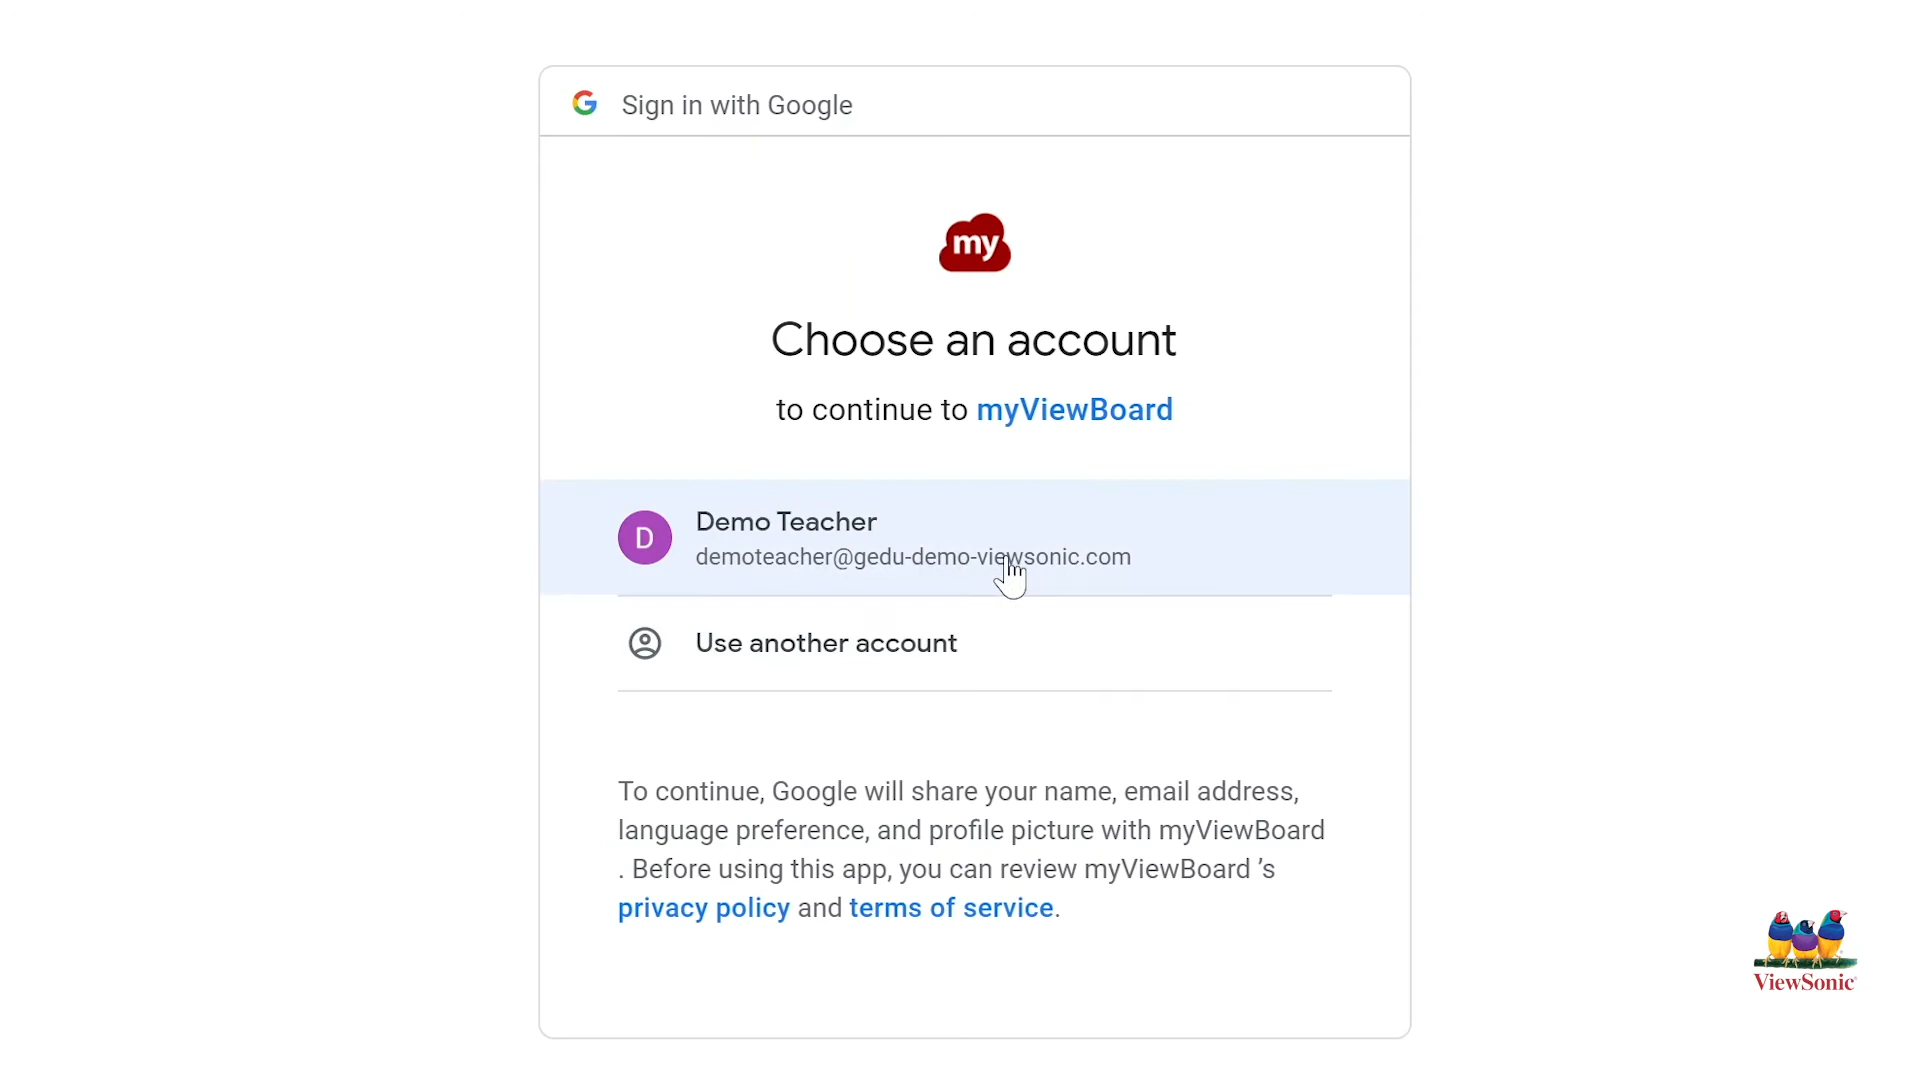 Sign in with Google
my
Choose an account
to continue to myViewBoard
D
Demo Teacher
demoteacher@gedu-demo-viewsonic.com
Use another account
To continue, Google will share your name, email address,
language preference, and profile picture with myViewBoard
. Before using this app, you can review myViewBoard ’s
privacy policy and terms of service.
ViewSonic